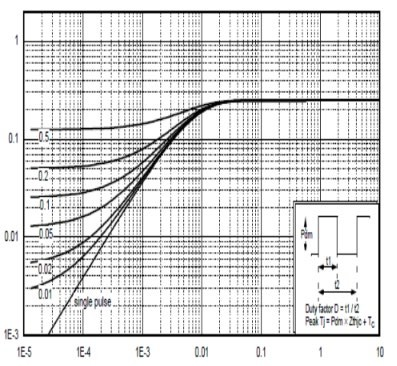 1
0.1
0.01
1E-3
0.5
0.2
0.1
0.05
0.02
0.01
single pulse
Pdm
t1
t2
Duty factor D = t1 / t2
Peak Tj = Pdm × Zthjc + Tc
1E-5 1E-4 1E-3 0.01 0.1 1 10